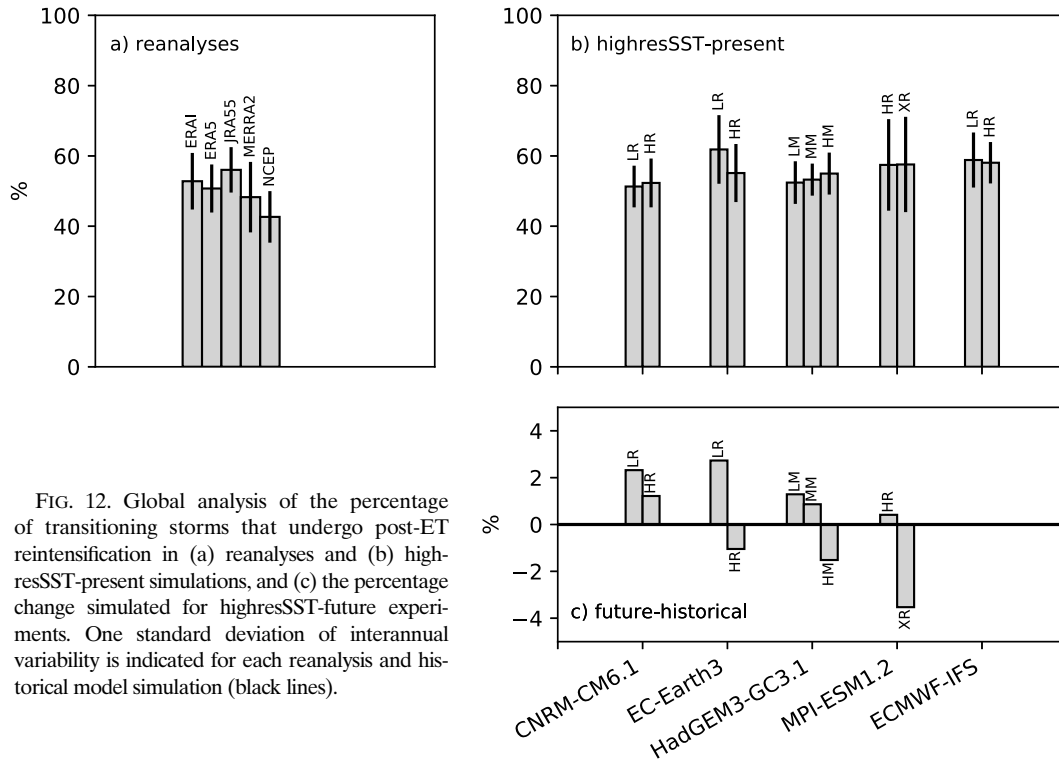 a) reanalyses
100
80
60
40
20
0
%
ERAI
ERA5
JRA55
MERRA2
NCEP
b) highresSST-present
100
80
60
40
20
0
LR
HR
LR
HR
LM
MM
HM
HR
XR
LR
HR
4
2
0
−2
−4
%
LR
HR
LR
HR
LM
MM
HM
HR
XR
c) future-historical
CNRM-CM6.1
EC-Earth3
HadGEM3-GC3.1
MPI-ESM1.2
ECMWF-IFS
FIG. 12. Global analysis of the percentage
of transitioning storms that undergo post-ET
reintensification in (a) reanalyses and (b) high-
resSST-present simulations, and (c) the percentage
change simulated for highresSST-future experi-
ments. One standard deviation of interannual
variability is indicated for each reanalysis and his-
torical model simulation (black lines).